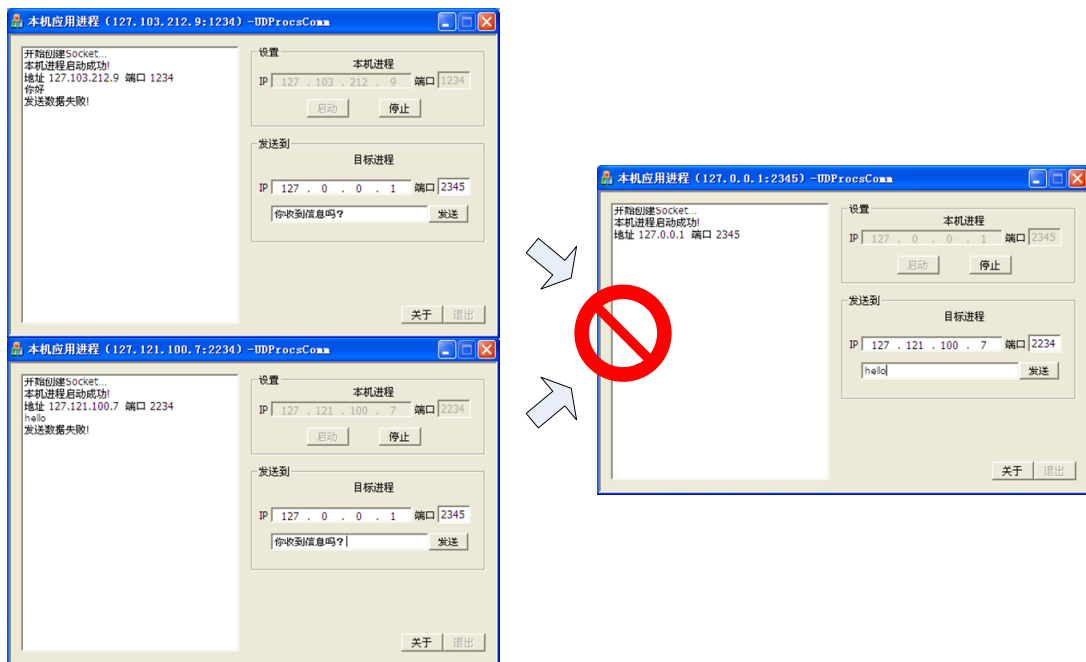 本机应用进程（127.103.212.9:1234）-UDProcsComm
开始创建Socket...
本机进程启动成功!
地址 127.103.212.9 端口 1234
你好
发送数据失败!
设置
本机进程
IP 127 . 103 . 212 . 9 端口 1234
启动 停止
发送到
目标进程
IP 127 . 0 . 0 . 1 端口 2345
你收到信息吗? 发送
关于 退出
本机应用进程（127.121.100.7:2234）-UDProcsComm
开始创建Socket...
本机进程启动成功!
地址 127.121.100.7 端口 2234
hello
发送数据失败!
设置
本机进程
IP 127 . 121 . 100 . 7 端口 2234
启动 停止
发送到
目标进程
IP 127 . 0 . 0 . 1 端口 2345
你收到信息吗? 发送
关于 退出
本机应用进程（127.0.0.1:2345）-UDProcsComm
开始创建Socket...
本机进程启动成功!
地址 127.0.0.1 端口 2345
设置
本机进程
IP 127 . 0 . 0 . 1 端口 2345
启动 停止
发送到
目标进程
IP 127 . 121 . 100 . 7 端口 2234
hello 发送
关于 退出